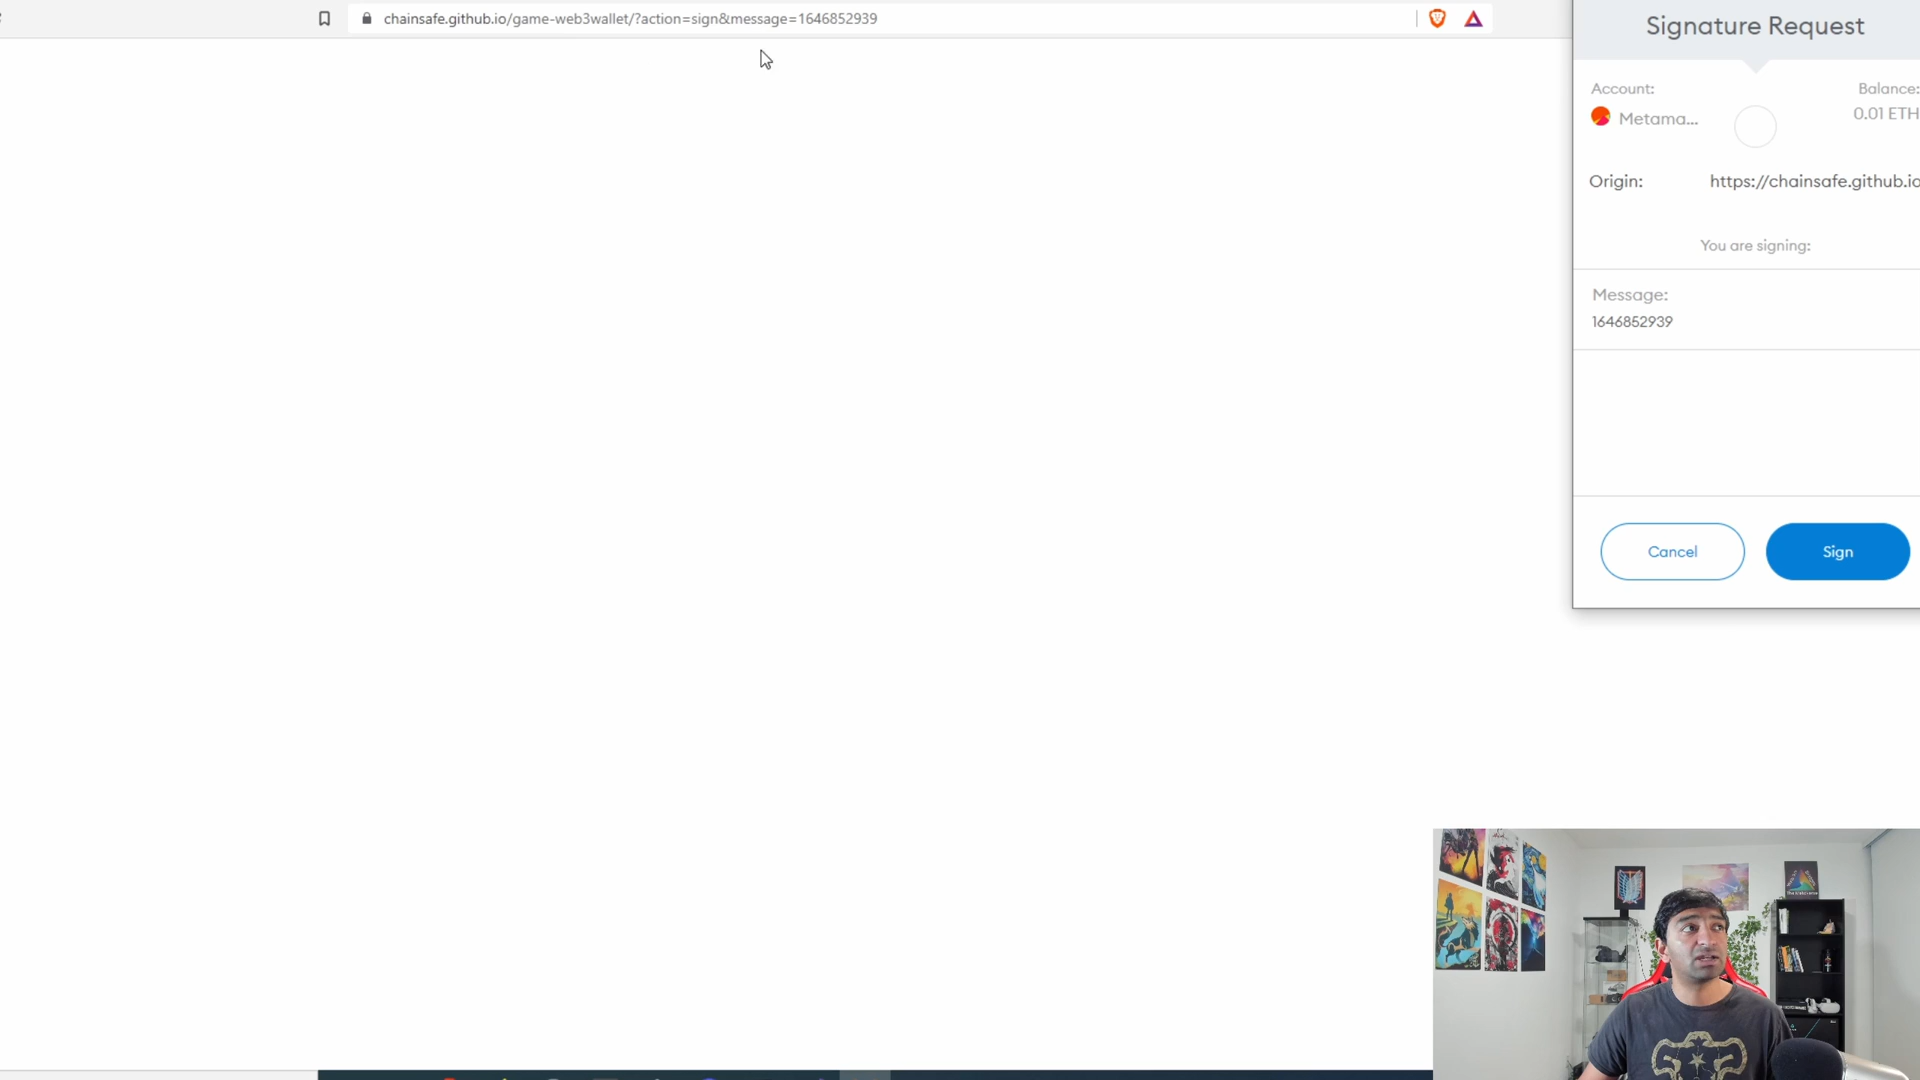 chainsafe.github.io/game-web3wallet/?action=sign&message=1646852939
Signature Request
Account:
Balance:
Metama...
0.01 ETH
Origin:
https://chainsafe.github.io
You are signing:
Message:
1646852939
Cancel
Sign